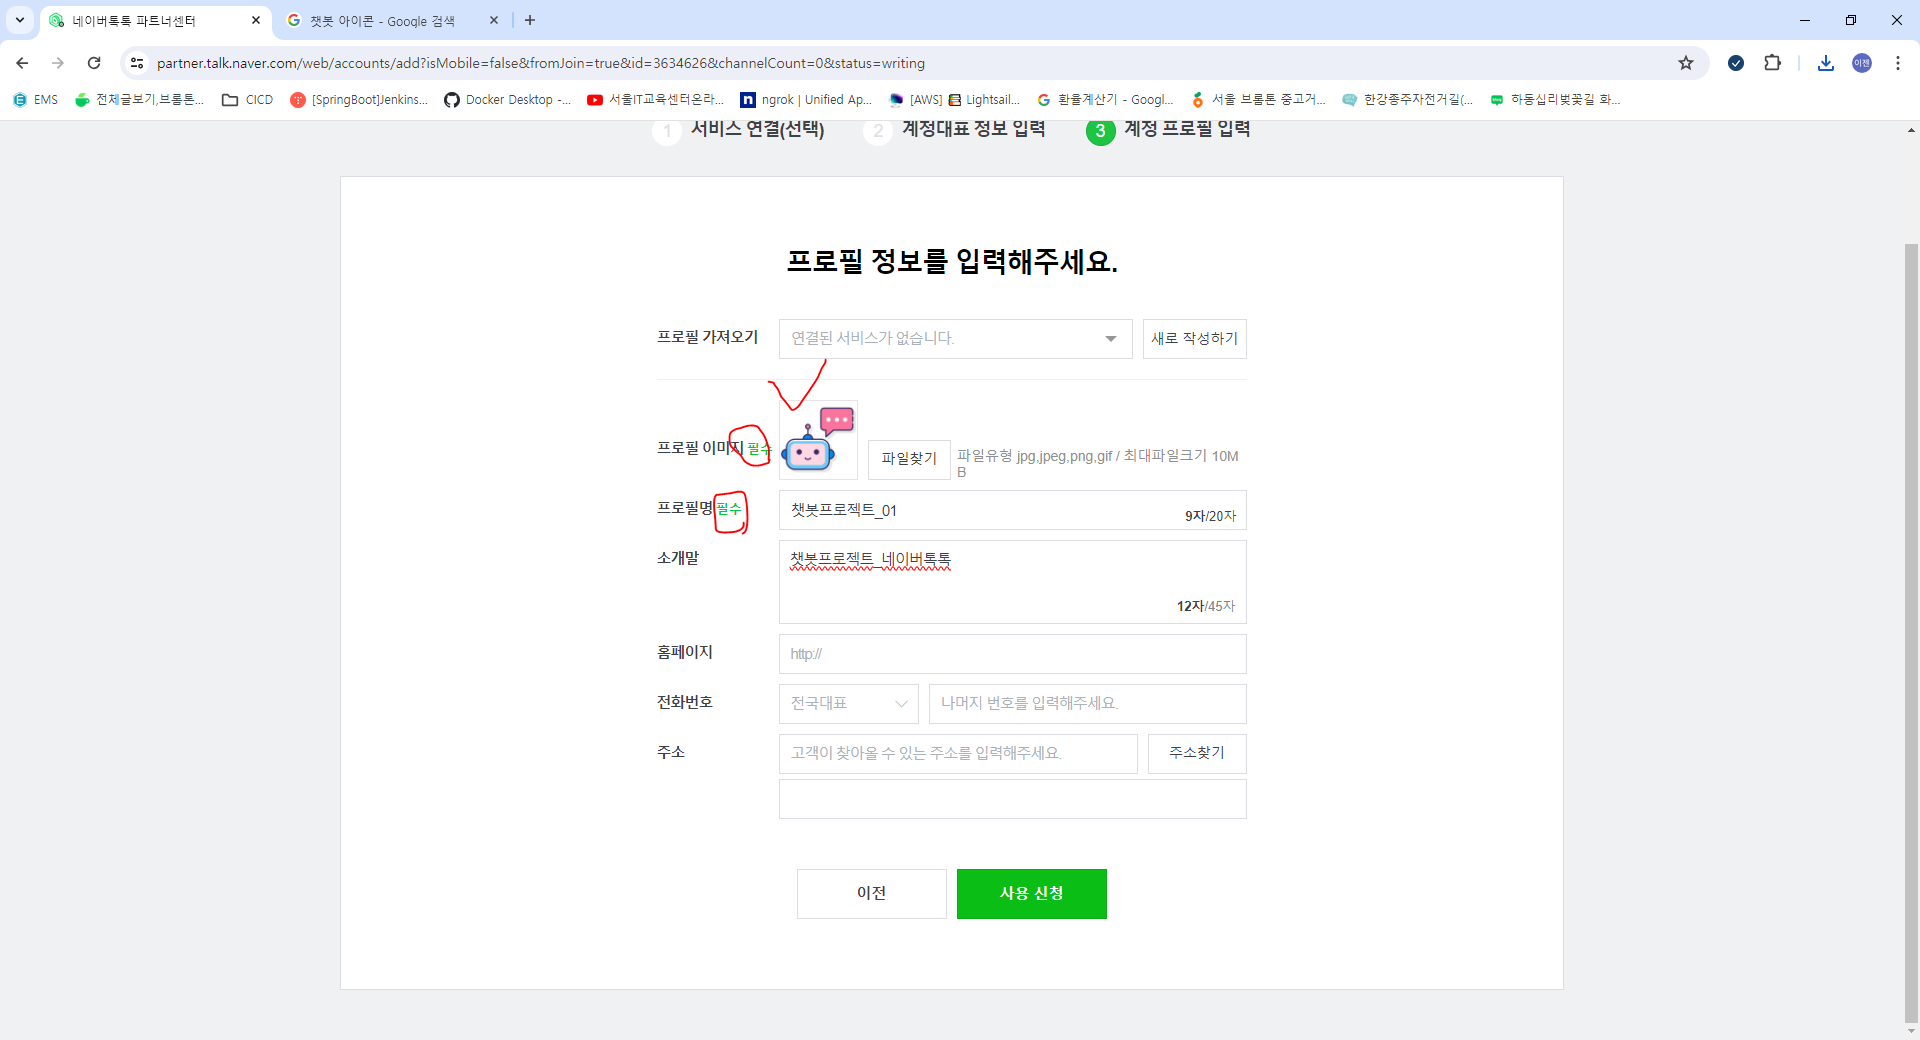 네이버톡톡 파트너센터
챗봇 아이콘 - Google 검색
partner.talk.naver.com/web/accounts/add?isMobile=false&fromJoin=true&id=3634626&channelCount=0&status=writing
이젠
EMS
전체글보기,브롬톤...
CICD
[SpringBoot]Jenkins...
Docker Desktop -...
서울IT교육센터온라...
ngrok | Unified Ap...
[AWS] Lightsail...
환율계산기 - Googl...
서울 브롬톤 중고거...
한강종주자전거길(...
하동십리벚꽃길 화...
1 서비스 연결(선택)
2 계정대표 정보 입력
3 계정 프로필 입력
프로필 정보를 입력해주세요.
프로필 가져오기
연결된 서비스가 없습니다.
새로 작성하기
프로필 이미지 필수
파일찾기
파일유형 jpg,jpeg,png,gif / 최대파일크기 10M
B
프로필명 필수
챗봇프로젝트_01
9자/20자
소개말
챗봇프로젝트_네이버톡톡
12자/45자
홈페이지
http://
전화번호
전국대표
나머지 번호를 입력해주세요.
주소
고객이 찾아올 수 있는 주소를 입력해주세요.
주소찾기
이전
사용 신청